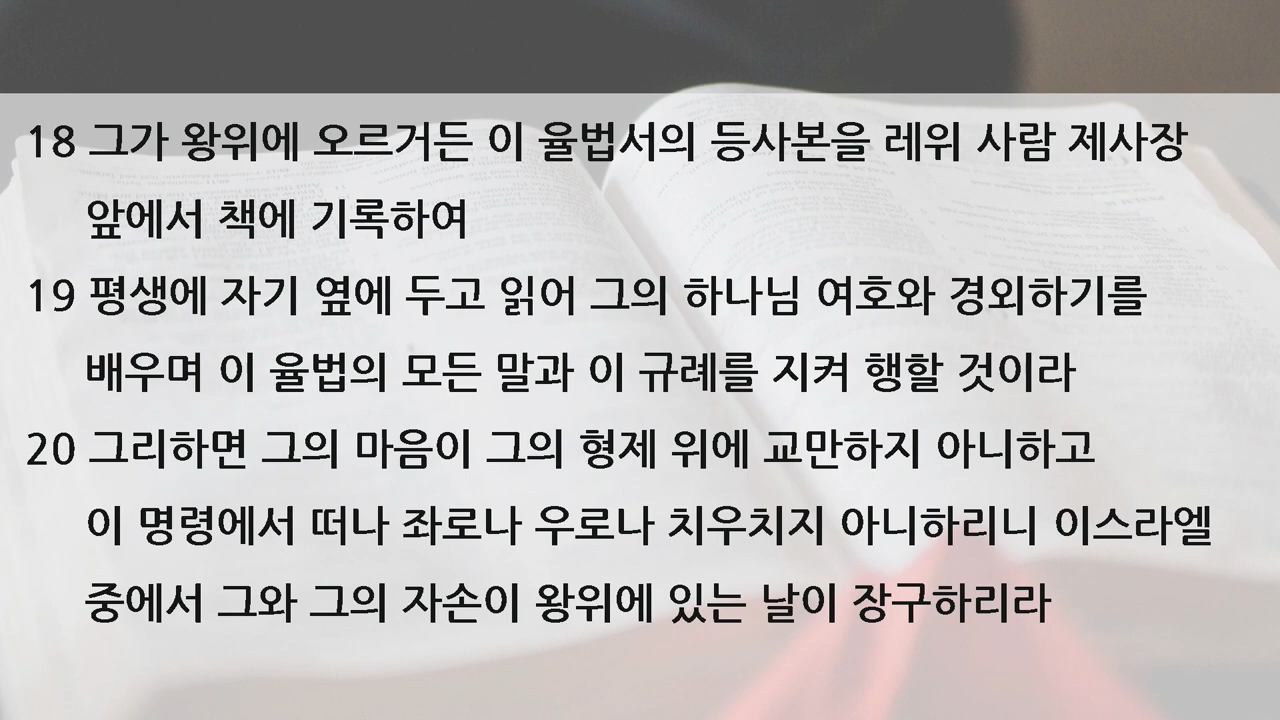 18 그가 왕위에 오르거든 이 율법서의 등사본을 레위 사람 제사장
앞에서 책에 기록하여
19 평생에 자기 옆에 두고 읽어 그의 하나님 여호와 경외하기를
배우며 이 율법의 모든 말과 이 규례를 지켜 행할 것이라
20 그리하면 그의 마음이 그의 형제 위에 교만하지 아니하고
이 명령에서 떠나 좌로나 우로나 치우치지 아니하리니 이스라엘
중에서 그와 그의 자손이 왕위에 있는 날이 장구하리라